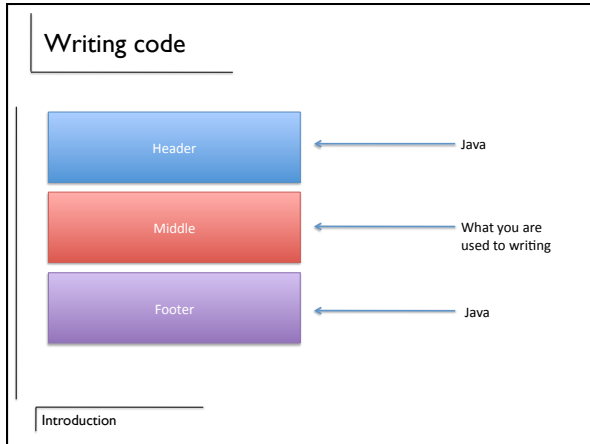 Writing code
Header
Java
Middle
What you are
used to writing
Footer
Java
Introduction